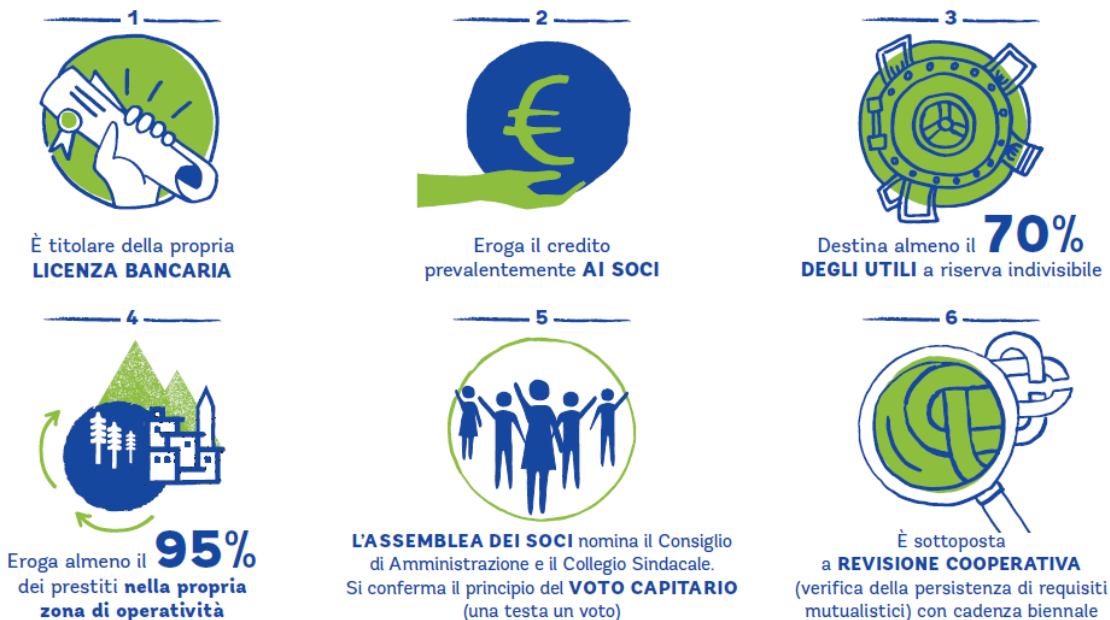 1
È titolare della propria
LICENZA BANCARIA
2
€
Eroga il credito
prevalentemente AI SOCI
3
Destina almeno il 70%
DEGLI UTILI a riserva indivisibile
4
Eroga almeno il 95%
dei prestiti nella propria
zona di operatività
5
L'ASSEMBLEA DEI SOCI nomina il Consiglio
di Amministrazione e il Collegio Sindacale.
Si conferma il principio del VOTO CAPITARIO
(una testa un voto)
6
È sottoposta
a REVISIONE COOPERATIVA
(verifica della persistenza di requisiti
mutualistici) con cadenza biennale